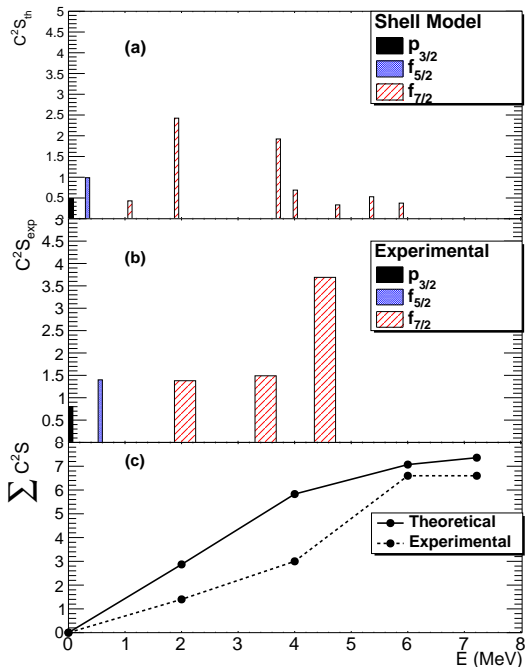 C²S_th
5
4.5
4
3.5
3
2.5
2
1.5
1
0.5
(a)
Shell Model
p_3/2
f_5/2
f_7/2
C²S_exp
5
4.5
4
3.5
3
2.5
2
1.5
1
0.5
(b)
Experimental
p_3/2
f_5/2
f_7/2
∑ C²S
8
7
6
5
4
3
2
1
0
(c)
Theoretical
Experimental
0 1 2 3 4 5 6 7 8
E (MeV)